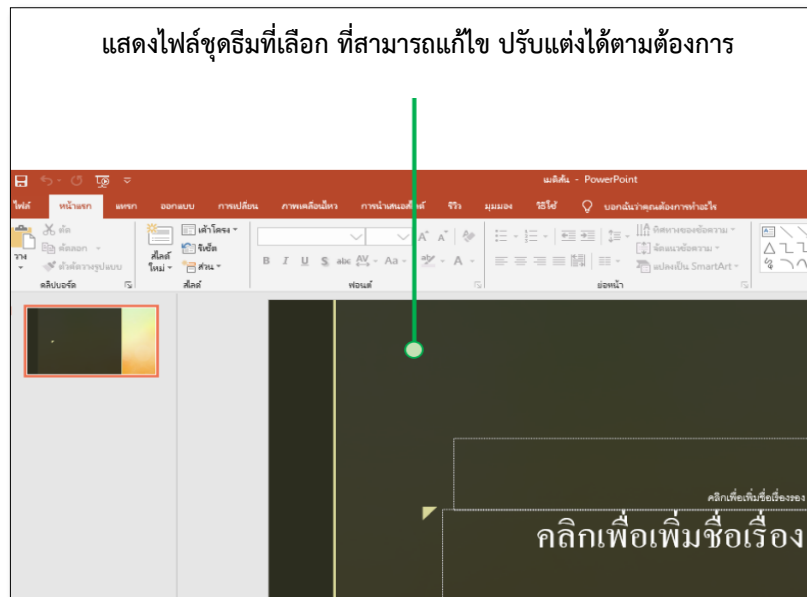 แสดงไฟล์ชุดธีมที่เลือก ที่สามารถแก้ไข ปรับแต่งได้ตามต้องการ
เมดิสัน - PowerPoint
ไฟล์ หน้าแรก แทรก ออกแบบ การเปลี่ยน ภาพเคลื่อนไหว การนำเสนอสไลด์ รีวิว มุมมอง วิธีใช้ บอกฉันว่าคุณต้องการทำอะไร
วาง
ตัด
คัดลอก
ตัวคัดวางรูปแบบ
คลิปบอร์ด
สไลด์
ใหม่
เค้าโครง
รีเซ็ต
ส่วน
สไลด์
B I U S abc AV Aa A
ฟอนต์
ทิศทางของข้อความ
จัดแนวข้อความ
แปลงเป็น SmartArt
ย่อหน้า
คลิกเพื่อเพิ่มชื่อเรื่องรอง
คลิกเพื่อเพิ่มชื่อเรื่อง